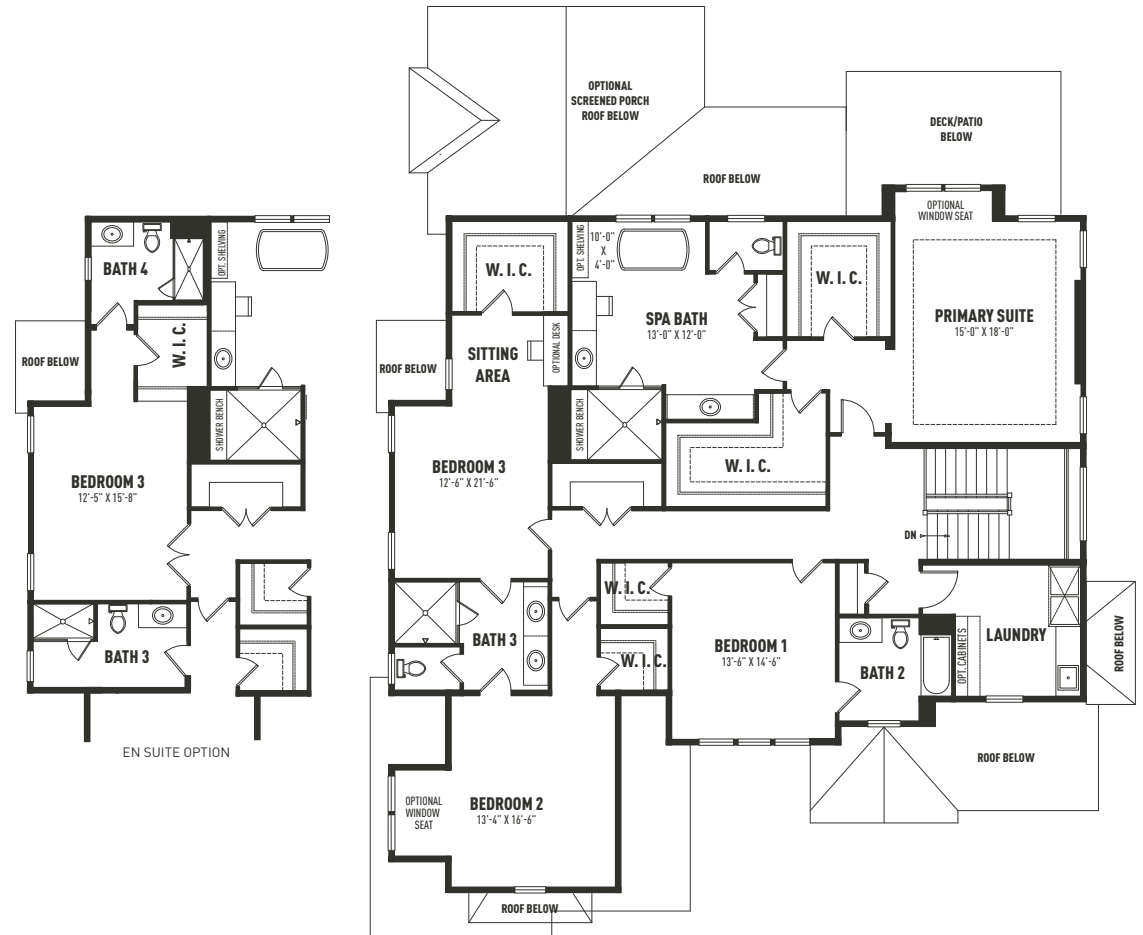 OPTIONAL
SCREENED PORCH
ROOF BELOW
DECK/PATIO
BELOW
ROOF BELOW
OPTIONAL
WINDOW SEAT
BATH 4
OPT. SHELVING
W. I. C.
ROOF BELOW
SHOWER BENCH
BEDROOM 3
12'-5" X 15'-8"
BATH 3
EN SUITE OPTION
W. I. C.
OPT. SHELVING
10'-0"
X
4'-0"
SPA BATH
13'-0" X 12'-0"
W. I. C.
PRIMARY SUITE
15'-0" X 18'-0"
SITTING
AREA
OPTIONAL DESK
ROOF BELOW
SHOWER BENCH
W. I. C.
BEDROOM 3
12'-6" X 21'-6"
DN
W. I. C.
BATH 3
W. I. C.
BEDROOM 1
13'-6" X 14'-6"
BATH 2
OPT. CABINETS
LAUNDRY
ROOF BELOW
ROOF BELOW
OPTIONAL
WINDOW
SEAT
BEDROOM 2
13'-4" X 16'-6"
ROOF BELOW